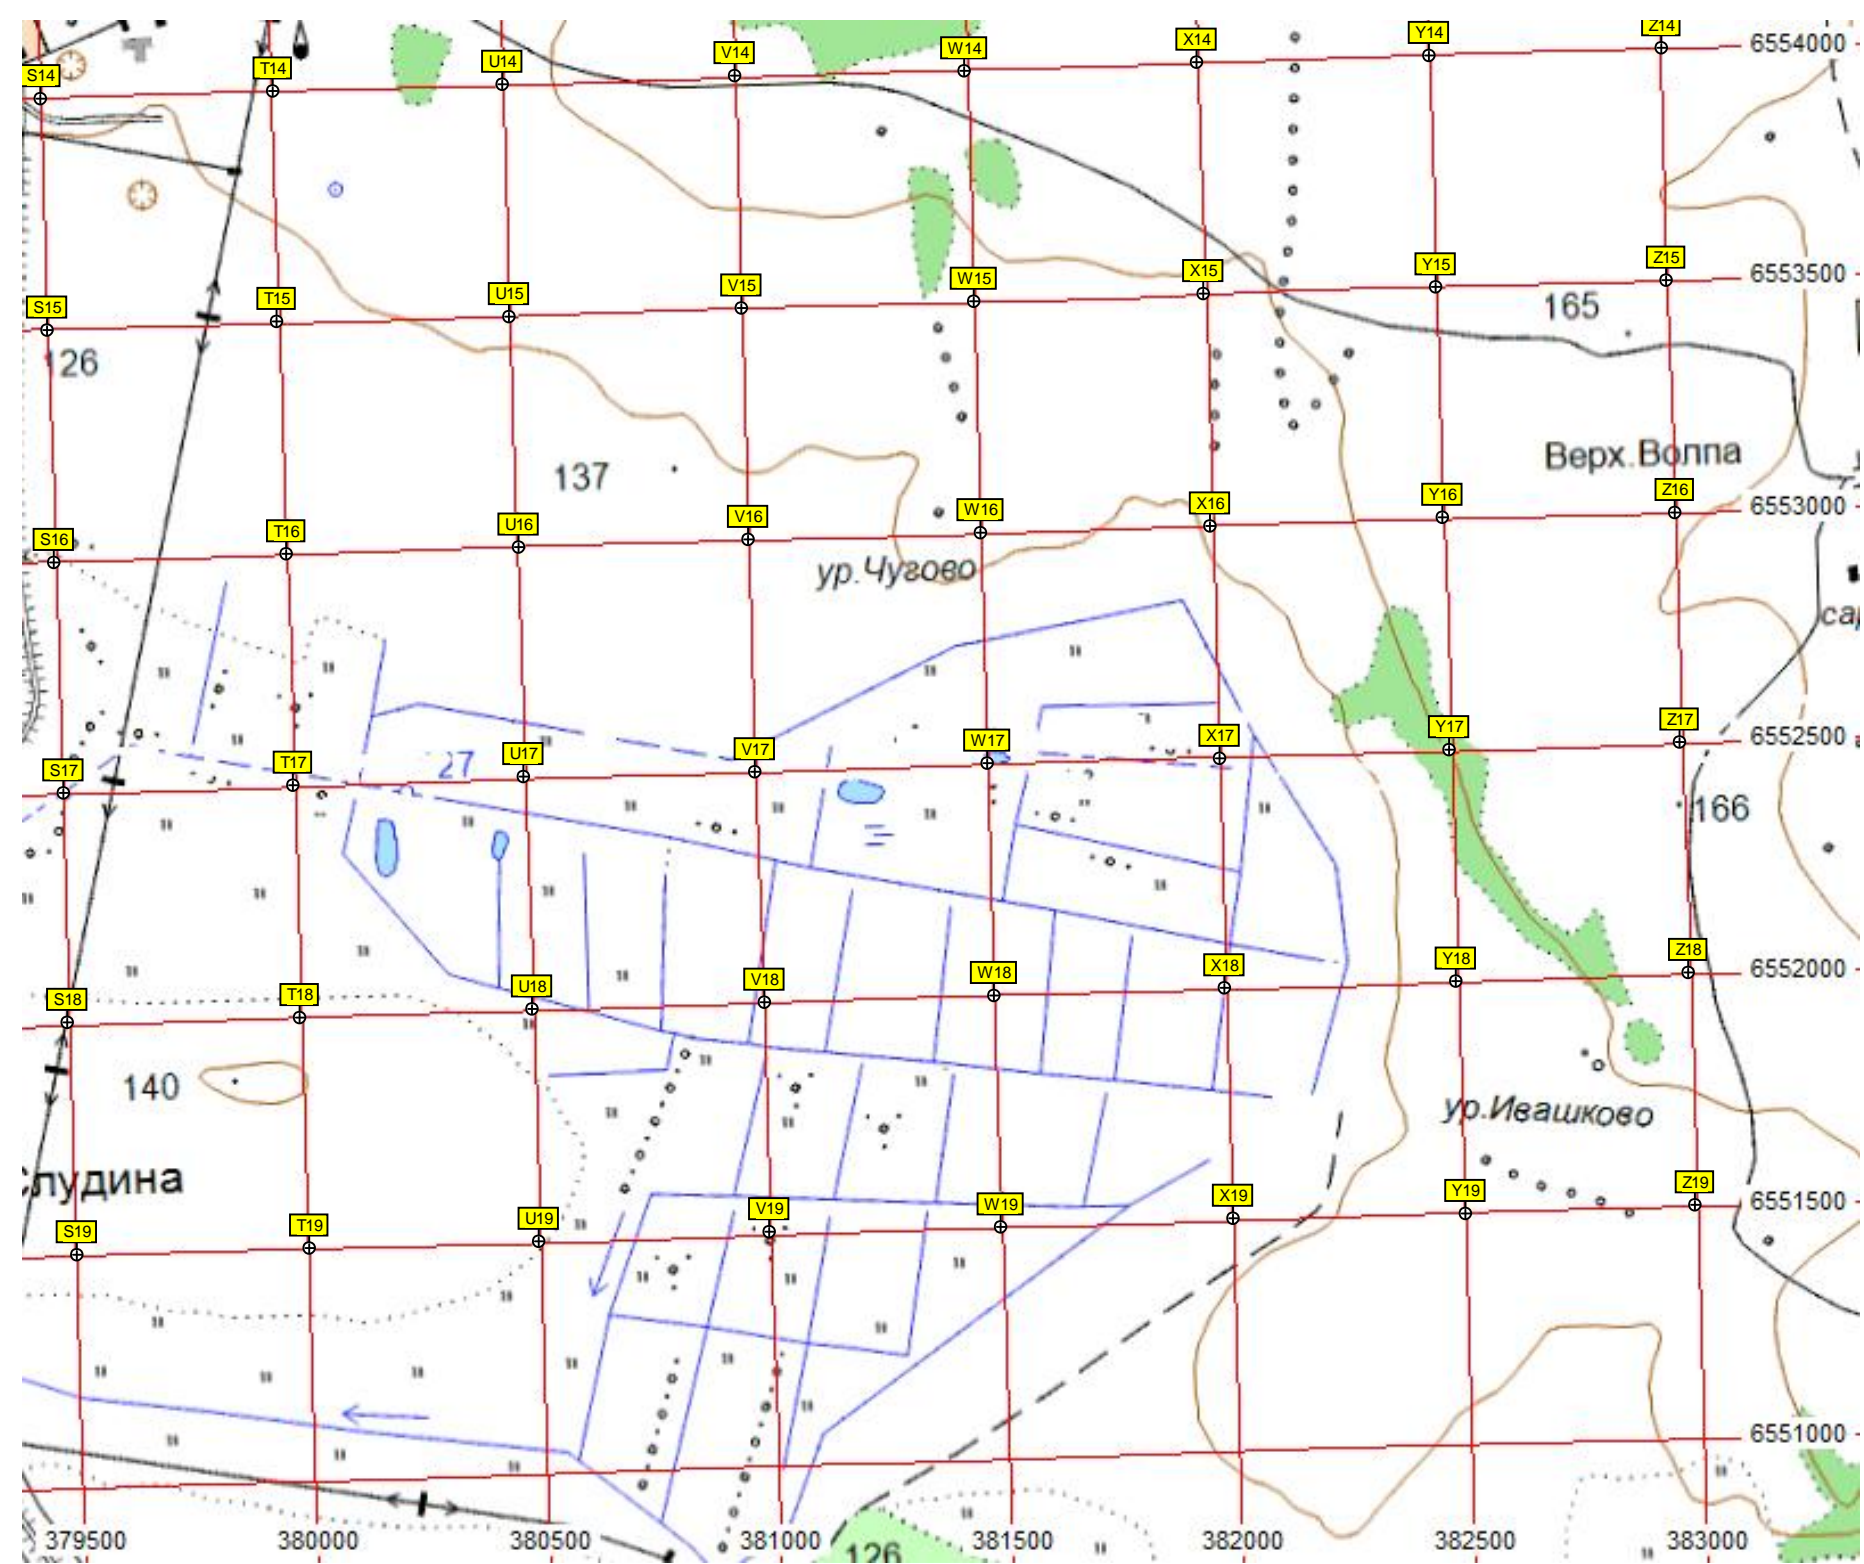 S14 T14 U14 V14 W14 X14 Y14 Z14 6554000
S15 T15 U15 V15 W15 X15 Y15 Z15 6553500
165
126
Верх.Волпа
137
S16 T16 U16 V16 W16 X16 Y16 Z16 6553000
ур.Чугово
сар
S17 T17 U17 V17 W17 X17 Y17 Z17 6552500
27
166
S18 T18 U18 V18 W18 X18 Y18 Z18 6552000
140
ур.Ивашково
Слудина
S19 T19 U19 V19 W19 X19 Y19 Z19 6551500
6551000
379500 380000 380500 381000 381500 382000 382500 383000
126